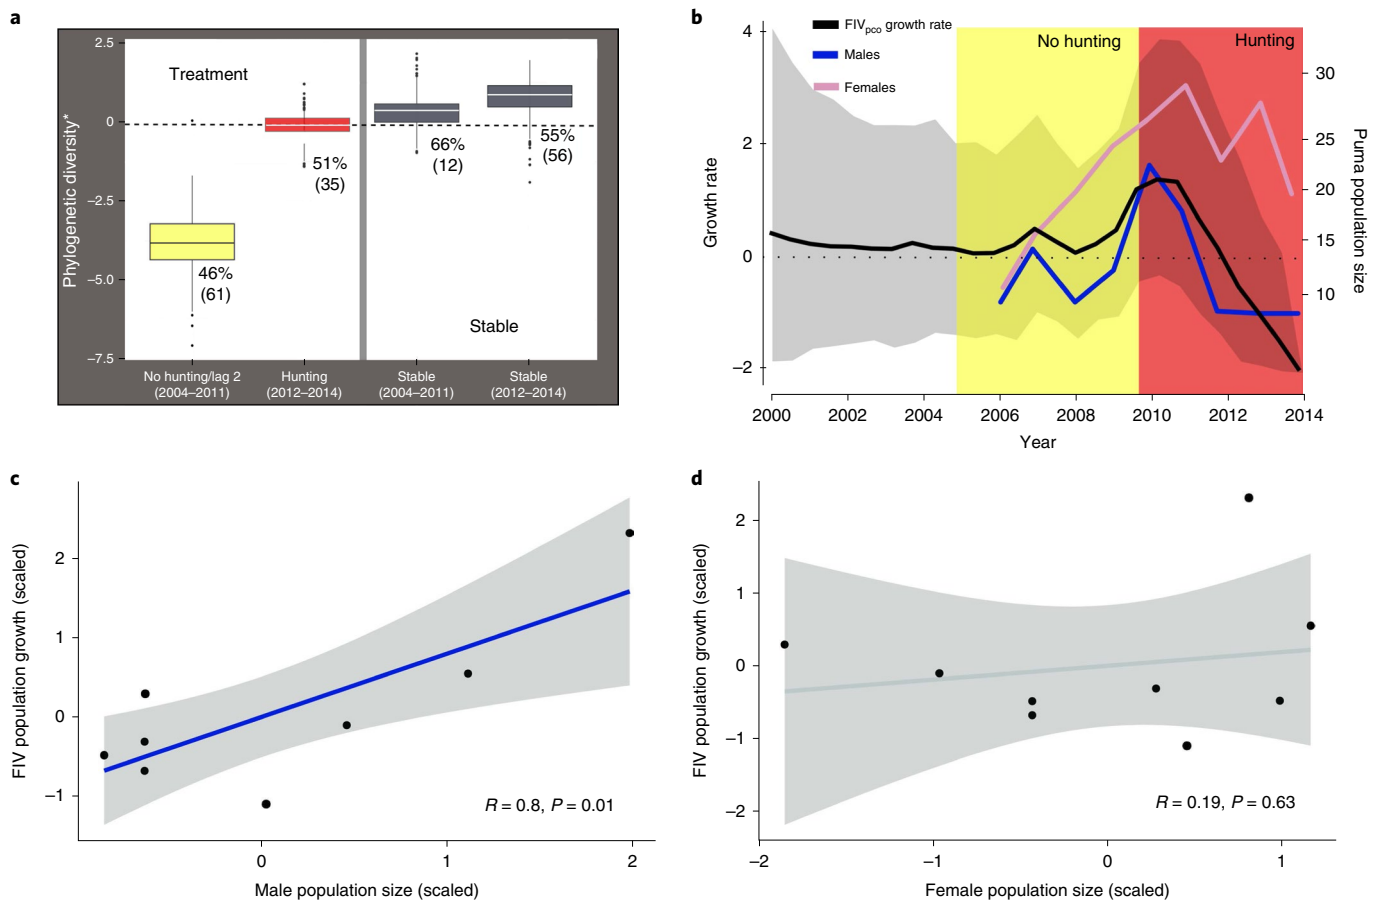 a
Phylogenetic diversity*
2.5
0
−2.5
−5.0
−7.5
Treatment
46%
(61)
51%
(35)
66%
(12)
55%
(56)
Stable
No hunting/lag 2
(2004–2011)
Hunting
(2012–2014)
Stable
(2004–2011)
Stable
(2012–2014)
b
FIVpco growth rate
Males
Females
No hunting
Hunting
Growth rate
4
2
0
−2
Puma population size
30
25
20
15
10
2000
2002
2004
2006
2008
2010
2012
2014
Year
c
FIV population growth (scaled)
2
1
0
−1
R = 0.8, P = 0.01
0
1
2
Male population size (scaled)
d
FIV population growth (scaled)
2
1
0
−1
−2
R = 0.19, P = 0.63
−2
−1
0
1
Female population size (scaled)